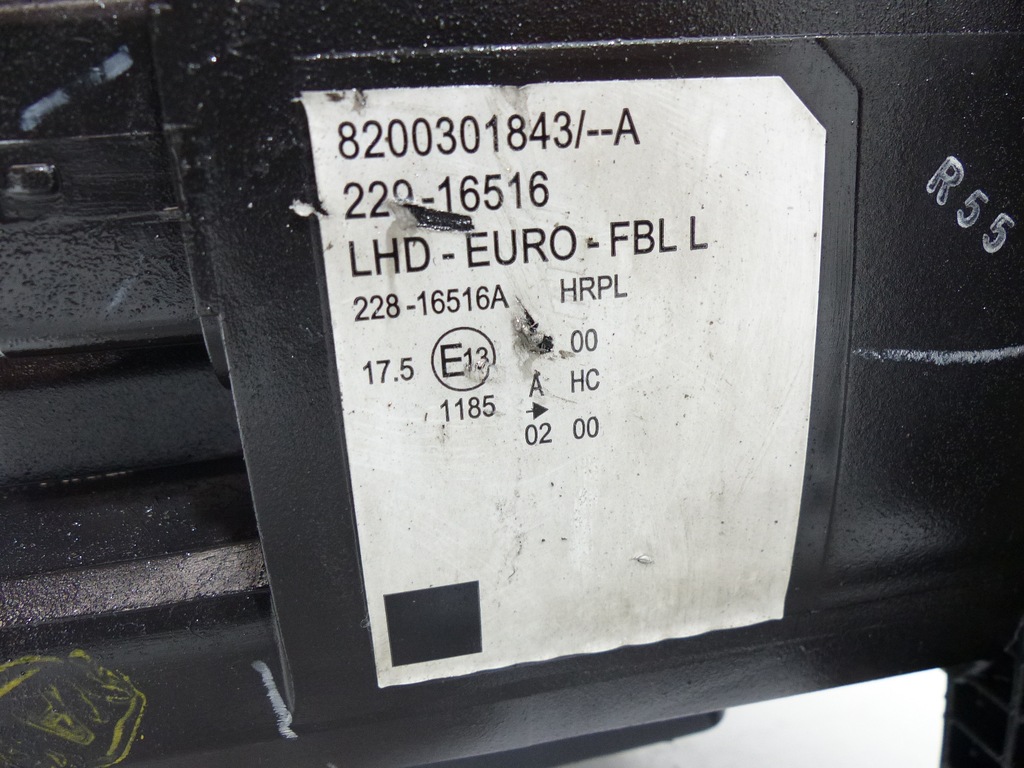 8200301843/--A
229-16516
LHD - EURO - FBL L
228-16516A HRPL
00
17.5 E13
A HC
1185
02 00
R55